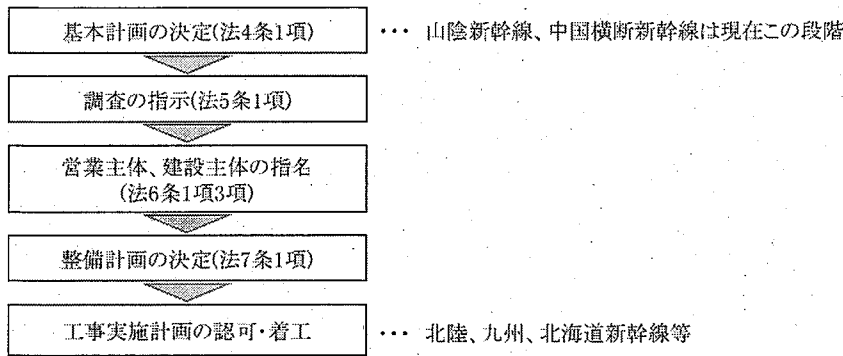 基本計画の決定(法4条1項)　･･･ 山陰新幹線、中国横断新幹線は現在この段階
調査の指示(法5条1項)
営業主体、建設主体の指名
(法6条1項3項)
整備計画の決定(法7条1項)
工事実施計画の認可･着工　･･･ 北陸、九州、北海道新幹線等